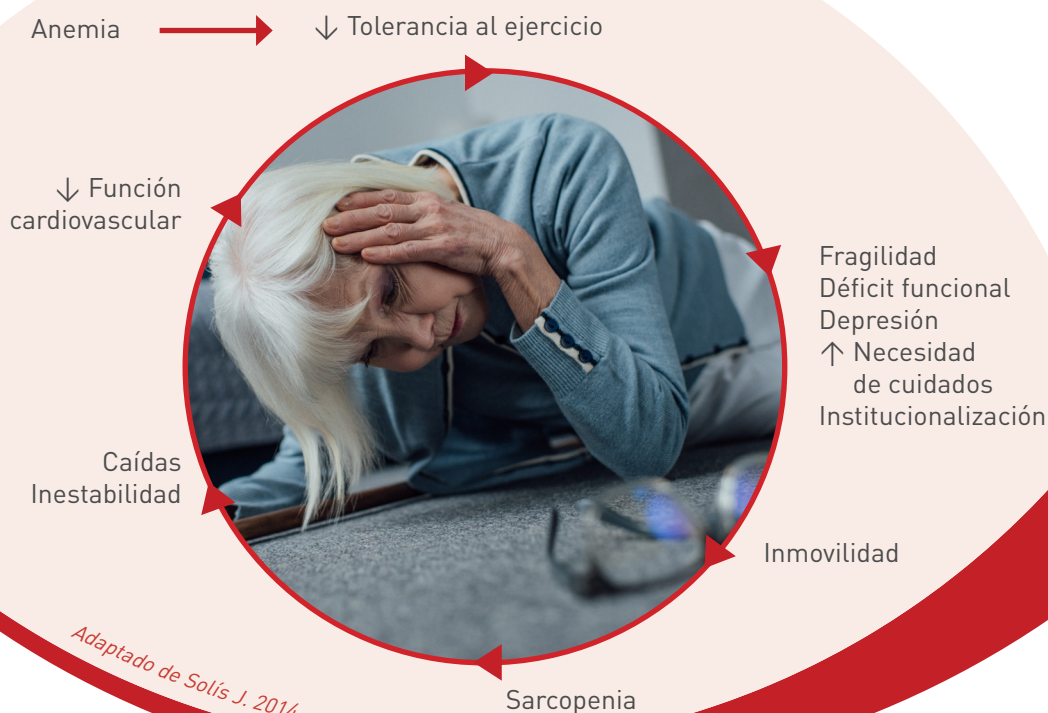 Anemia
↓ Tolerancia al ejercicio
↓ Función
cardiovascular
Fragilidad
Déficit funcional
Depresión
↑ Necesidad
de cuidados
Institucionalización
Caídas
Inestabilidad
Inmovilidad
Sarcopenia
Adaptado de Solís J. 2014